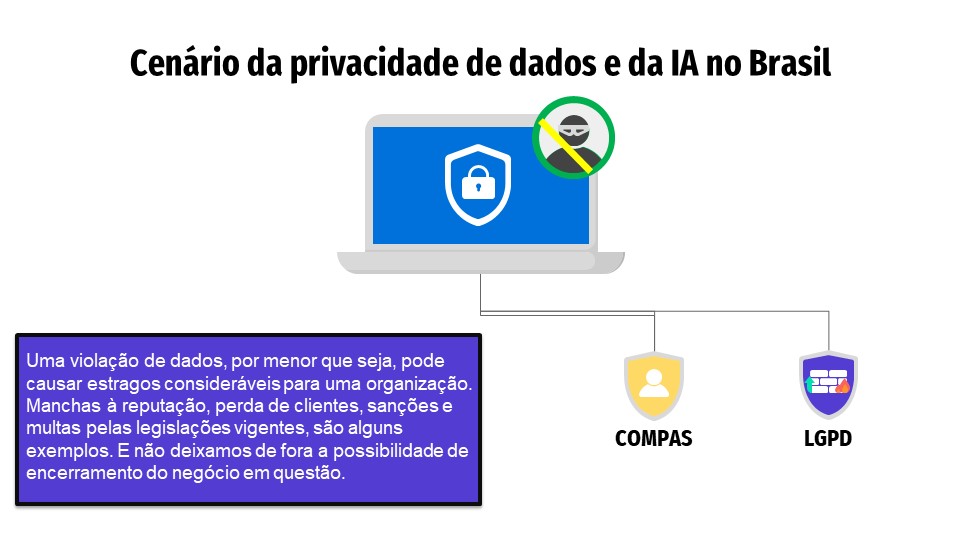 Cenário da privacidade de dados e da IA no Brasil
Uma violação de dados, por menor que seja, pode
causar estragos consideráveis para uma organização.
Manchas à reputação, perda de clientes, sanções e
multas pelas legislações vigentes, são alguns
exemplos. E não deixamos de fora a possibilidade de
encerramento do negócio em questão.
COMPAS
LGPD